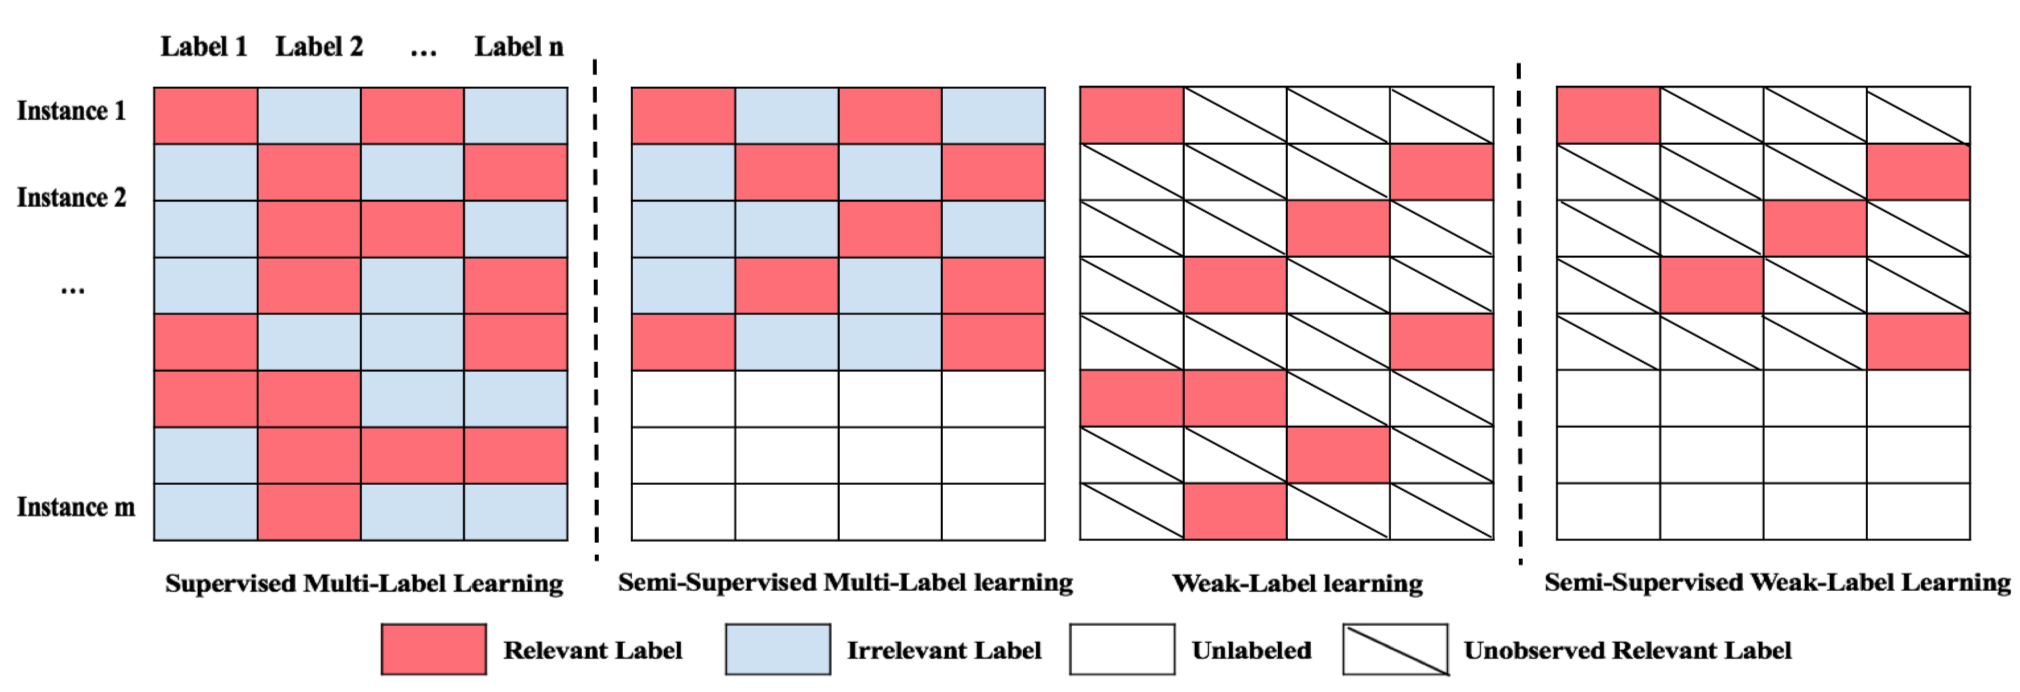 Label 1 Label 2 ... Label n
Instance 1
Instance 2
...
Instance m
Supervised Multi-Label Learning
Semi-Supervised Multi-Label learning
Weak-Label learning
Semi-Supervised Weak-Label Learning
Relevant Label
Irrelevant Label
Unlabeled
Unobserved Relevant Label